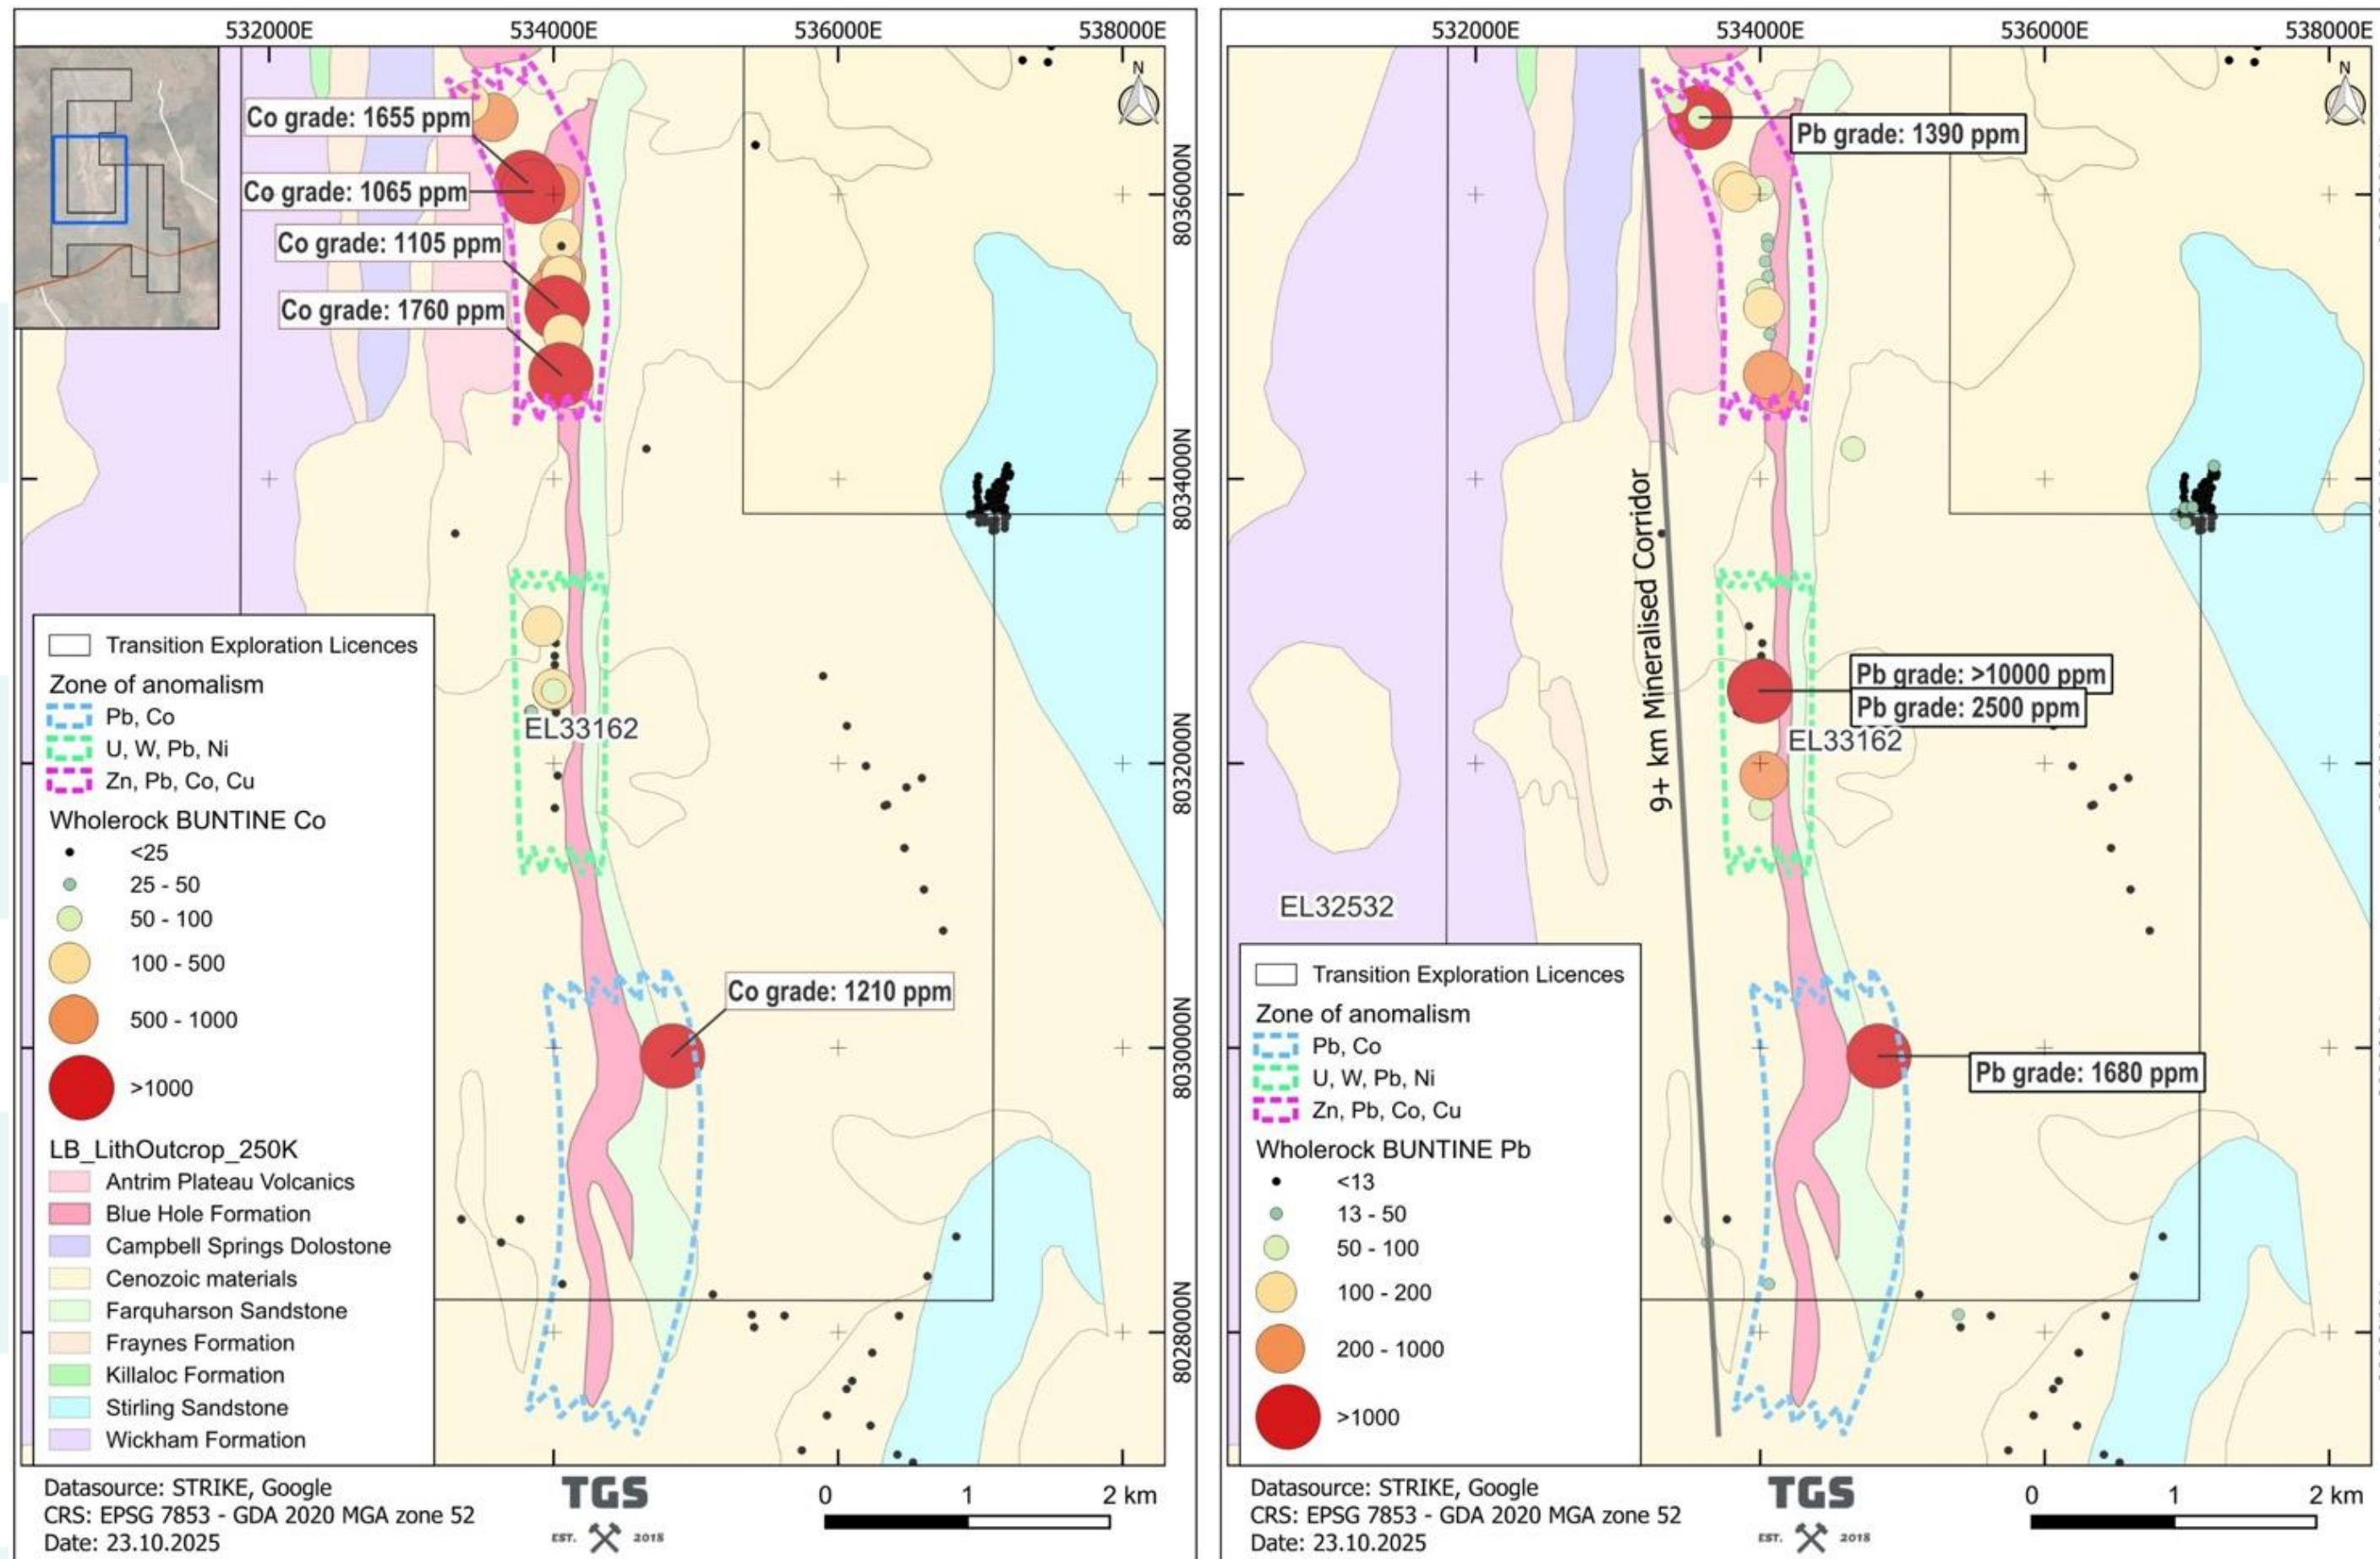 532000E
534000E
536000E
538000E
N
Co grade: 1655 ppm
Co grade: 1065 ppm
Co grade: 1105 ppm
Co grade: 1760 ppm
8036000N
8034000N
8032000N
8030000N
8028000N
EL33162
Co grade: 1210 ppm
Transition Exploration Licences
Zone of anomalism
Pb, Co
U, W, Pb, Ni
Zn, Pb, Co, Cu
Wholerock BUNTINE Co
<25
25 - 50
50 - 100
100 - 500
500 - 1000
>1000
LB_LithOutcrop_250K
Antrim Plateau Volcanics
Blue Hole Formation
Campbell Springs Dolostone
Cenozoic materials
Farquharson Sandstone
Fraynes Formation
Killaloc Formation
Stirling Sandstone
Wickham Formation
Datasource: STRIKE, Google
CRS: EPSG 7853 - GDA 2020 MGA zone 52
Date: 23.10.2025
TGS
EST. 2018
0 1 2 km
532000E
534000E
536000E
538000E
N
Pb grade: 1390 ppm
9+ km Mineralised Corridor
Pb grade: >10000 ppm
Pb grade: 2500 ppm
EL33162
EL32532
Pb grade: 1680 ppm
Transition Exploration Licences
Zone of anomalism
Pb, Co
U, W, Pb, Ni
Zn, Pb, Co, Cu
Wholerock BUNTINE Pb
<13
13 - 50
50 - 100
100 - 200
200 - 1000
>1000
Datasource: STRIKE, Google
CRS: EPSG 7853 - GDA 2020 MGA zone 52
Date: 23.10.2025
TGS
EST. 2018
0 1 2 km